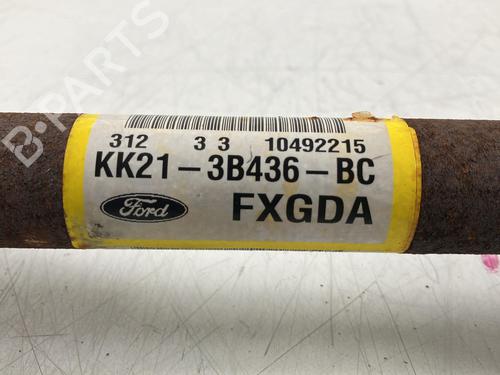 312 3 3 10492215
KK21-3B436-BC
Ford FXGDA
B-PARTS